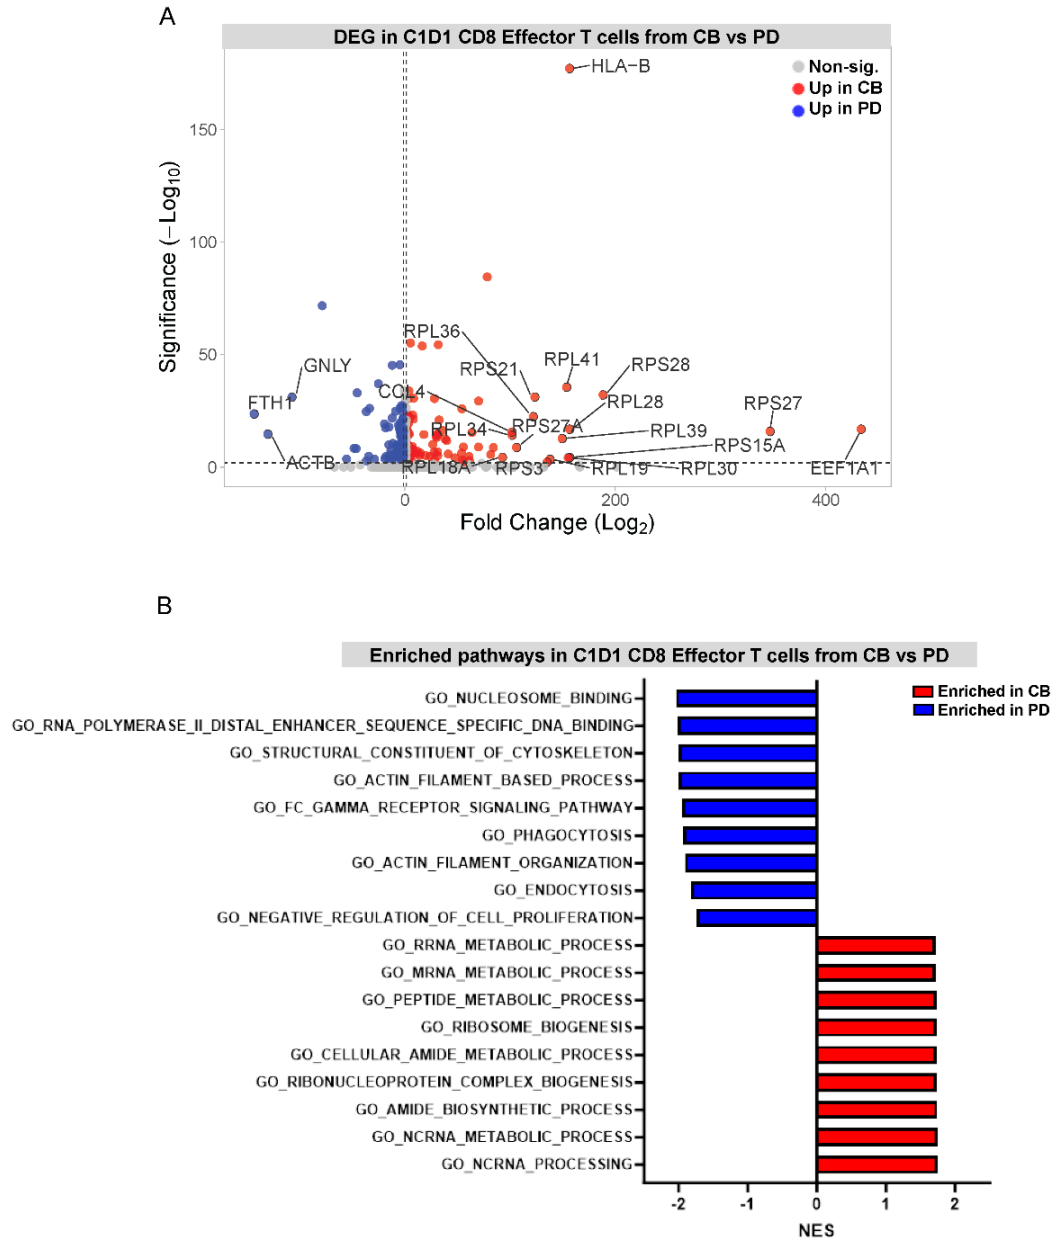 A
DEG in C1D1 CD8 Effector T cells from CB vs PD
HLA−B
Non-sig.
Up in CB
Up in PD
150
100
50
0
Significance (−Log10)
RPL36
GNLY
RPS21
RPL41
RPS28
FTH1
CCL4
RPL28
RPS27
RPL34
RPS27A
RPL39
RPS15A
ACTB
RPL18A
RPS3
RPL19
RPL30
EEF1A1
0
200
400
Fold Change (Log2)
B
Enriched pathways in C1D1 CD8 Effector T cells from CB vs PD
Enriched in CB
Enriched in PD
GO_NUCLEOSOME_BINDING
GO_RNA_POLYMERASE_II_DISTAL_ENHANCER_SEQUENCE_SPECIFIC_DNA_BINDING
GO_STRUCTURAL_CONSTITUENT_OF_CYTOSKELETON
GO_ACTIN_FILAMENT_BASED_PROCESS
GO_FC_GAMMA_RECEPTOR_SIGNALING_PATHWAY
GO_PHAGOCYTOSIS
GO_ACTIN_FILAMENT_ORGANIZATION
GO_ENDOCYTOSIS
GO_NEGATIVE_REGULATION_OF_CELL_PROLIFERATION
GO_RRNA_METABOLIC_PROCESS
GO_MRNA_METABOLIC_PROCESS
GO_PEPTIDE_METABOLIC_PROCESS
GO_RIBOSOME_BIOGENESIS
GO_CELLULAR_AMIDE_METABOLIC_PROCESS
GO_RIBONUCLEOPROTEIN_COMPLEX_BIOGENESIS
GO_AMIDE_BIOSYNTHETIC_PROCESS
GO_NCRNA_METABOLIC_PROCESS
GO_NCRNA_PROCESSING
-2
-1
0
1
2
NES